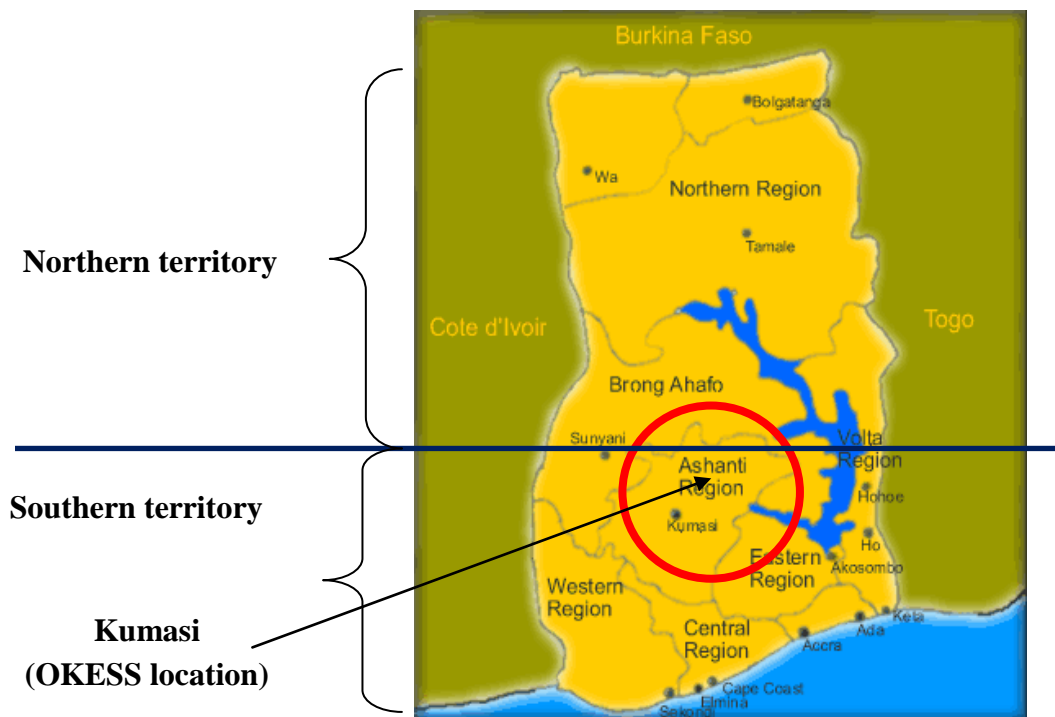 Burkina Faso
Bolgatanga
Wa
Northern Region
Tamale
Northern territory
Cote d'Ivoir
Togo
Brong Ahafo
Sunyani
Volta
Region
Ashanti
Region
Hohoe
Southern territory
Kumasi
Ho
Eastern
Region
Akosombo
Western
Region
Keta
Ada
Central
Region
Accra
Kumasi
(OKESS location)
Cape Coast
Elmina
Sekondi